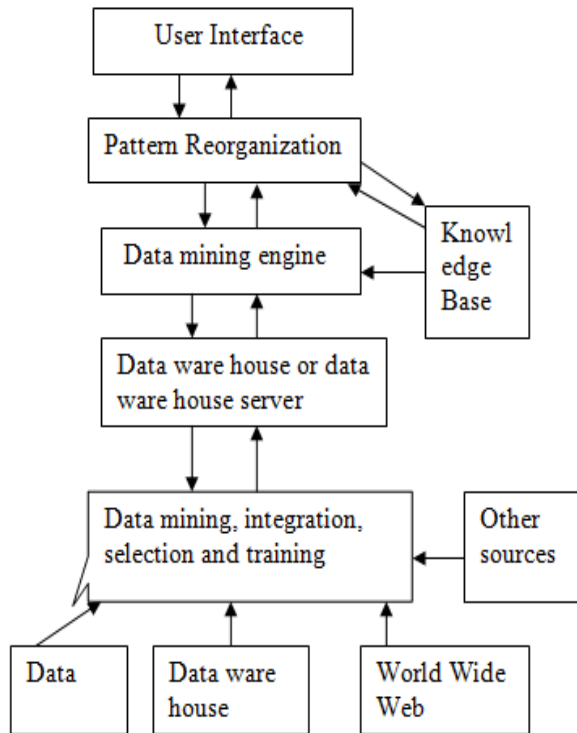 User Interface
Pattern Reorganization
Knowl
edge
Base
Data mining engine
Data ware house or data
ware house server
Data mining, integration,
selection and training
Other
sources
Data
Data ware
house
World Wide
Web